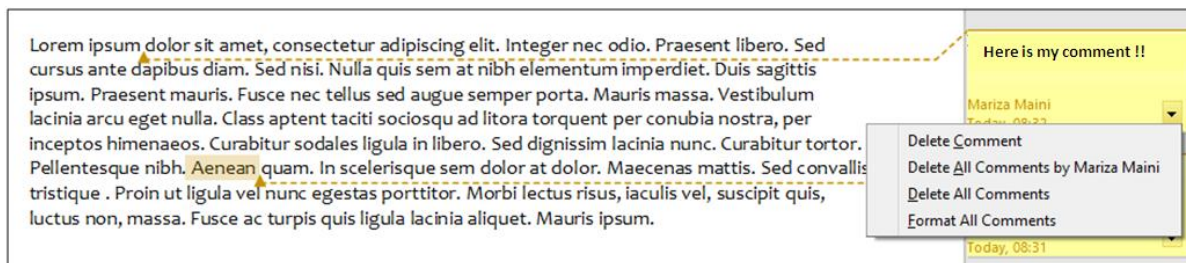 Lorem ipsum dolor sit amet, consectetur adipiscing elit. Integer nec odio. Praesent libero. Sed
cursus ante dapibus diam. Sed nisi. Nulla quis sem at nibh elementum imperdiet. Duis sagittis
ipsum. Praesent mauris. Fusce nec tellus sed augue semper porta. Mauris massa. Vestibulum
lacinia arcu eget nulla. Class aptent taciti sociosqu ad litora torquent per conubia nostra, per
inceptos himenaeos. Curabitur sodales ligula in libero. Sed dignissim lacinia nunc. Curabitur tortor.
Pellentesque nibh. Aenean quam. In scelerisque sem dolor at dolor. Maecenas mattis. Sed convallis
tristique . Proin ut ligula vel nunc egestas porttitor. Morbi lectus risus, iaculis vel, suscipit quis,
luctus non, massa. Fusce ac turpis quis ligula lacinia aliquet. Mauris ipsum.
Here is my comment !!
Mariza Maini
Today, 08:32
Delete Comment
Delete All Comments by Mariza Maini
Delete All Comments
Format All Comments
Today, 08:31